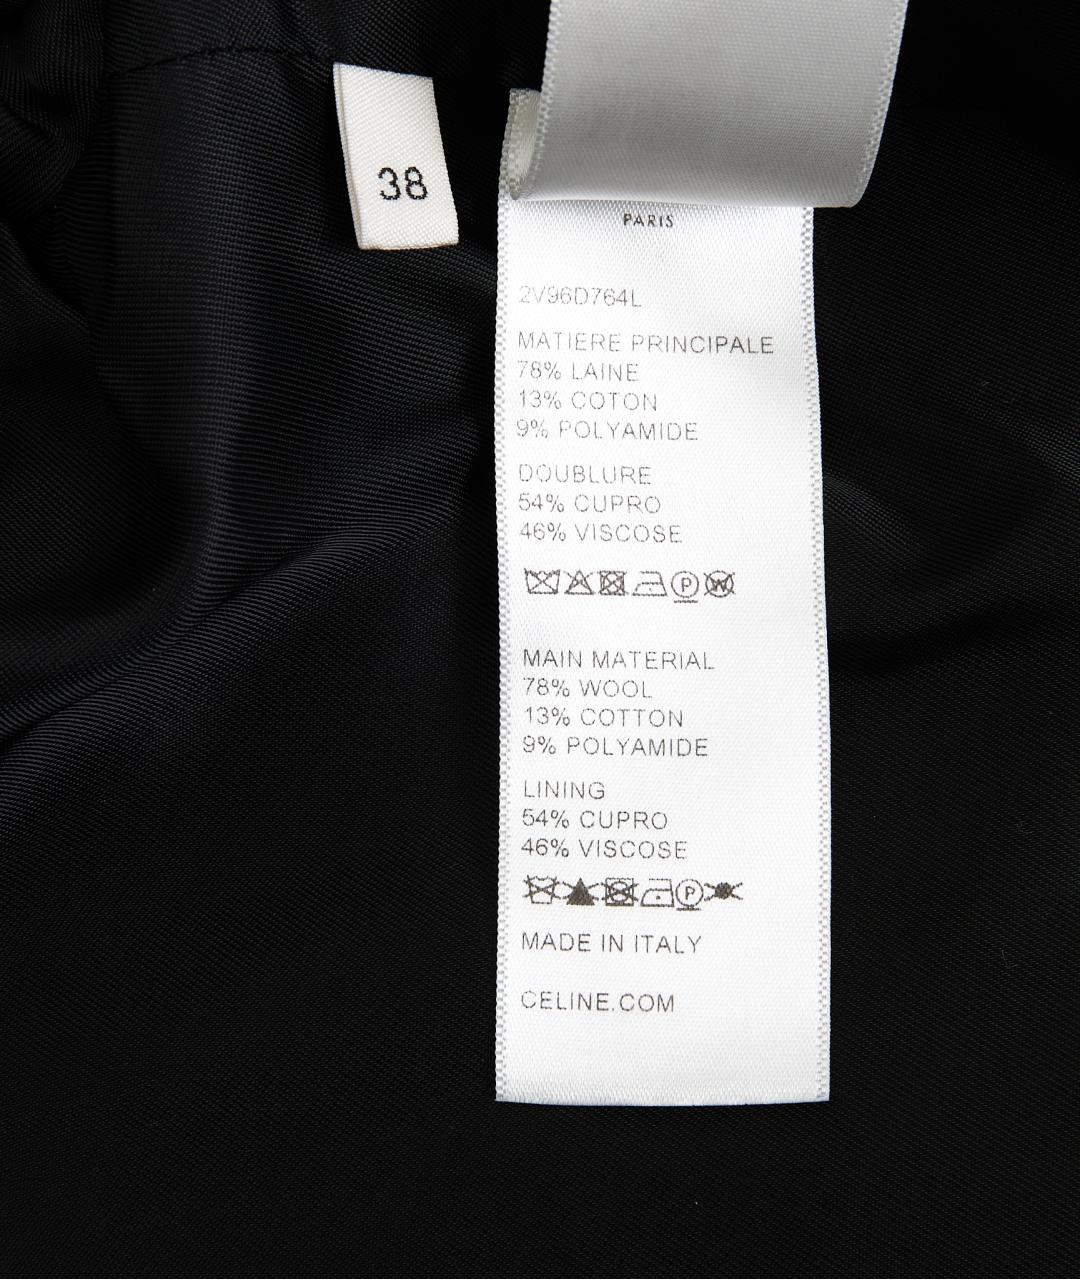 38
PARIS
2V96D764L
MATIERE PRINCIPALE
78% LAINE
13% COTON
9% POLYAMIDE
DOUBLURE
54% CUPRO
46% VISCOSE
P W
MAIN MATERIAL
78% WOOL
13% COTTON
9% POLYAMIDE
LINING
54% CUPRO
46% VISCOSE
P
MADE IN ITALY
CELINE.COM